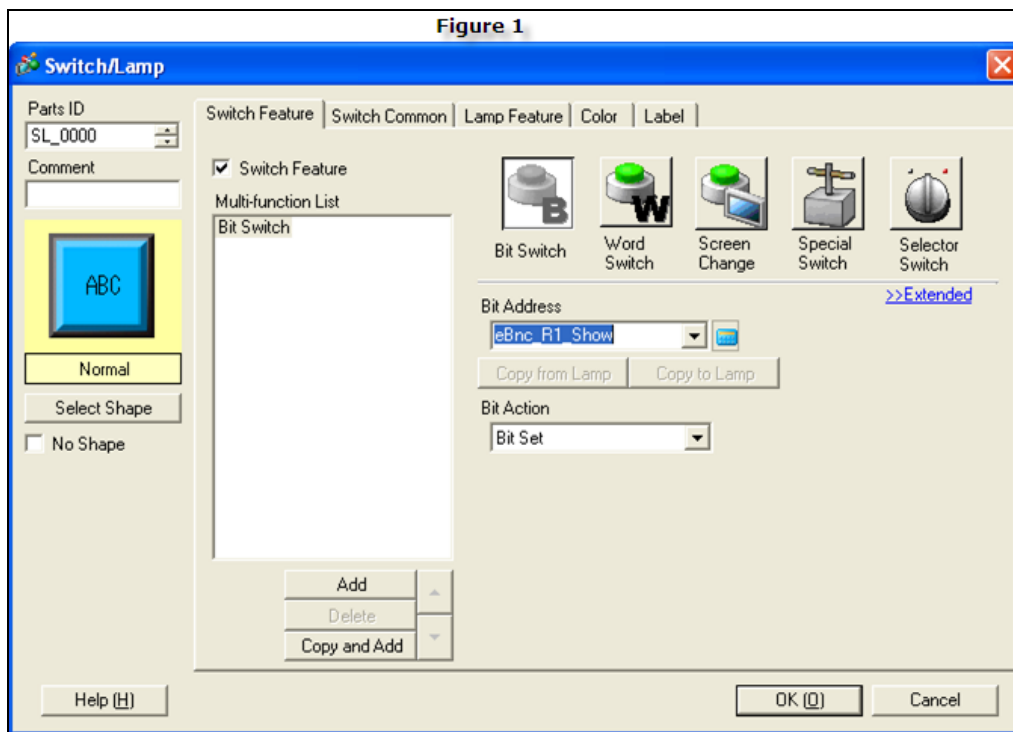 Figure 1
Switch/Lamp
Parts ID
SL_0000
Comment
ABC
Normal
Select Shape
No Shape
Switch Feature
Switch Common
Lamp Feature
Color
Label
Switch Feature
Multi-function List
Bit Switch
Add
Delete
Copy and Add
B
Bit Switch
W
Word
Switch
Screen
Change
Special
Switch
Selector
Switch
>>Extended
Bit Address
eBnc_R1_Show
Copy from Lamp
Copy to Lamp
Bit Action
Bit Set
Help (H)
OK (O)
Cancel